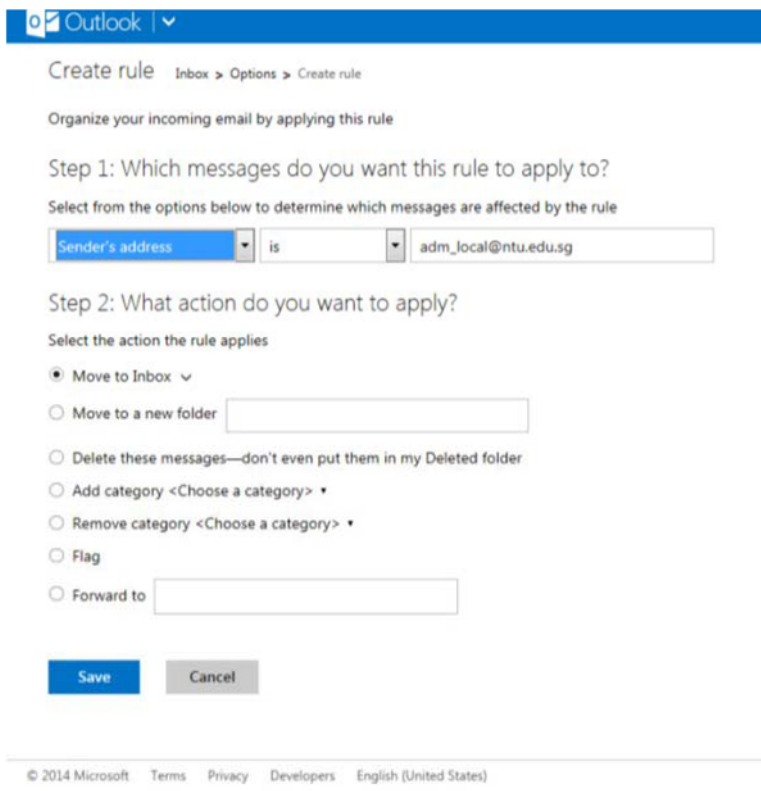 Outlook
Create rule Inbox > Options > Create rule
Organize your incoming email by applying this rule
Step 1: Which messages do you want this rule to apply to?
Select from the options below to determine which messages are affected by the rule
Sender's address is adm_local@ntu.edu.sg
Step 2: What action do you want to apply?
Select the action the rule applies
Move to Inbox
Move to a new folder
Delete these messages—don't even put them in my Deleted folder
Add category <Choose a category>
Remove category <Choose a category>
Flag
Forward to
Save Cancel
© 2014 Microsoft Terms Privacy Developers English (United States)